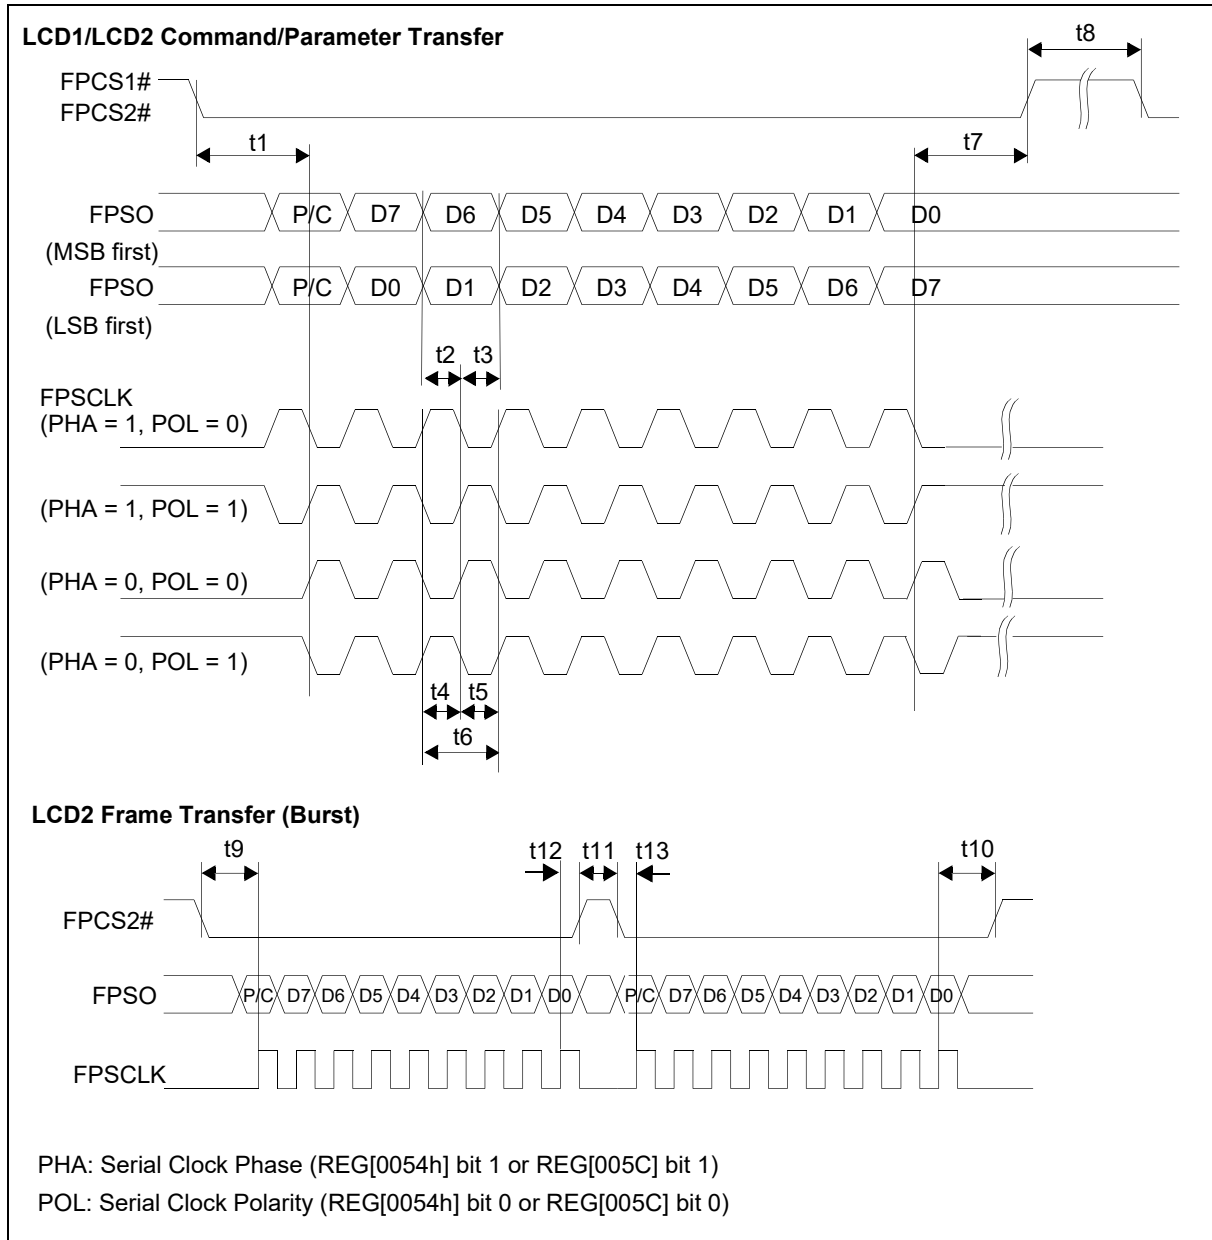 LCD1/LCD2 Command/Parameter Transfer
t8
FPCS1#
FPCS2#
t1
t7
FPSO P/C D7 D6 D5 D4 D3 D2 D1 D0
(MSB first)
FPSO P/C D0 D1 D2 D3 D4 D5 D6 D7
(LSB first)
t2 t3
FPSCLK
(PHA = 1, POL = 0)
(PHA = 1, POL = 1)
(PHA = 0, POL = 0)
(PHA = 0, POL = 1)
t4 t5
t6
LCD2 Frame Transfer (Burst)
t9 t12 t11 t13 t10
FPCS2#
FPSO P/C D7 D6 D5 D4 D3 D2 D1 D0 P/C D7 D6 D5 D4 D3 D2 D1 D0
FPSCLK
PHA: Serial Clock Phase (REG[0054h] bit 1 or REG[005C] bit 1)
POL: Serial Clock Polarity (REG[0054h] bit 0 or REG[005C] bit 0)